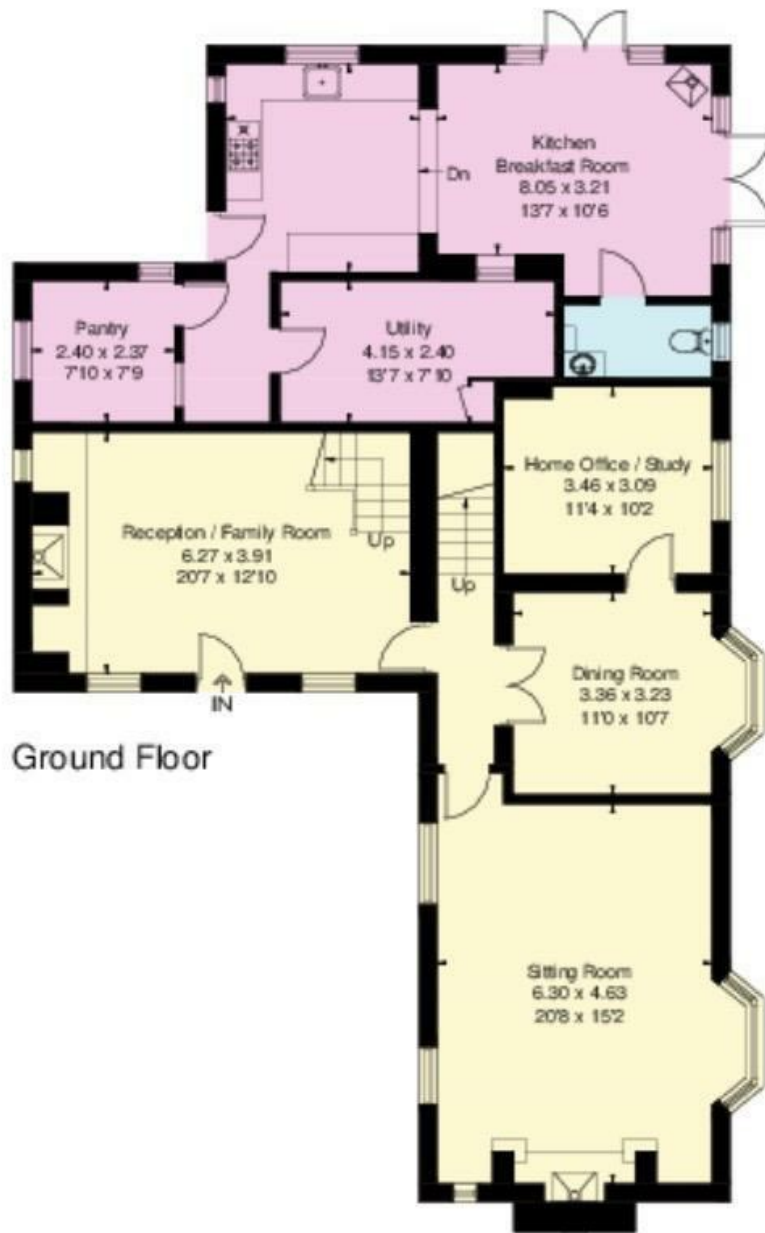 Kitchen
Breakfast Room
8.05 x 3.21
13'7 x 10'6
Dn
Pantry
2.40 x 2.37
7'10 x 7'9
Utility
4.15 x 2.40
13'7 x 7'10
Home Office / Study
3.46 x 3.09
11'4 x 10'2
Reception / Family Room
6.27 x 3.91
20'7 x 12'10
Up
Up
Dining Room
3.36 x 3.23
11'0 x 10'7
IN
Ground Floor
Sitting Room
6.30 x 4.63
20'8 x 15'2